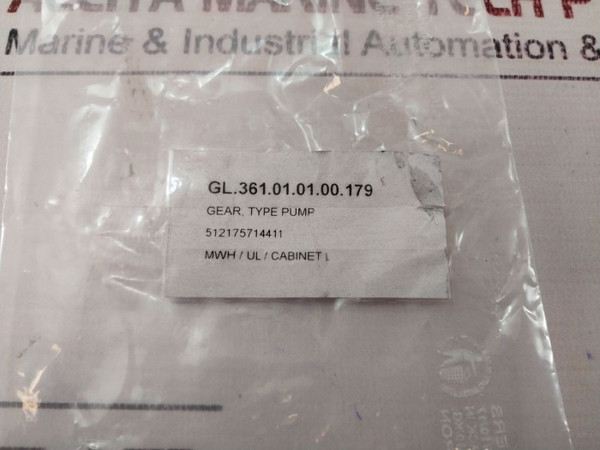 Marine & Industrial Automation &
GL.361.01.01.00.179
GEAR, TYPE PUMP
512175714411
MWH / UL / CABINET L